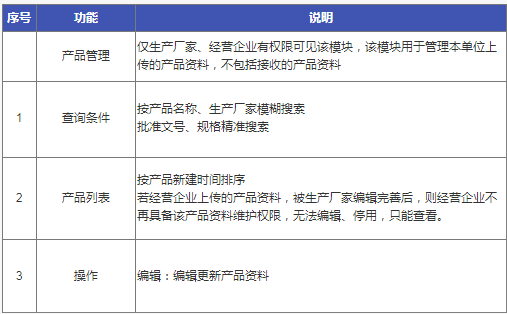 序号 功能 说明
产品管理 仅生产厂家、经营企业有权限可见该模块，该模块用于管理本单位上
传的产品资料，不包括接收的产品资料
1 查询条件 按产品名称、生产厂家模糊搜索
批准文号、规格精准搜索
2 产品列表 按产品新建时间排序
若经营企业上传的产品资料，被生产厂家编辑完善后，则经营企业不
再具备该产品资料维护权限，无法编辑、停用，只能查看。
3 操作 编辑：编辑更新产品资料